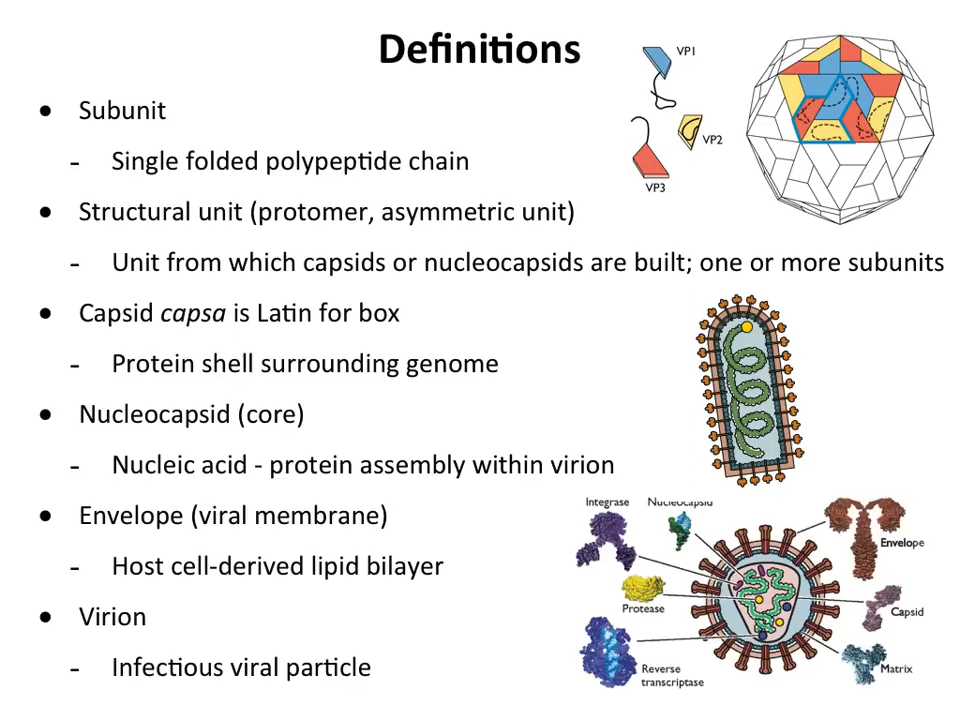 Definitions
• Subunit
- Single folded polypeptide chain
• Structural unit (protomer, asymmetric unit)
- Unit from which capsids or nucleocapsids are built; one or more subunits
• Capsid capsa is Latin for box
- Protein shell surrounding genome
• Nucleocapsid (core)
- Nucleic acid - protein assembly within virion
• Envelope (viral membrane)
- Host cell-derived lipid bilayer
• Virion
- Infectious viral particle
VP1
VP2
VP3
Integrase
Nucleocapsid
Envelope
Protease
Capsid
Reverse
transcriptase
Matrix